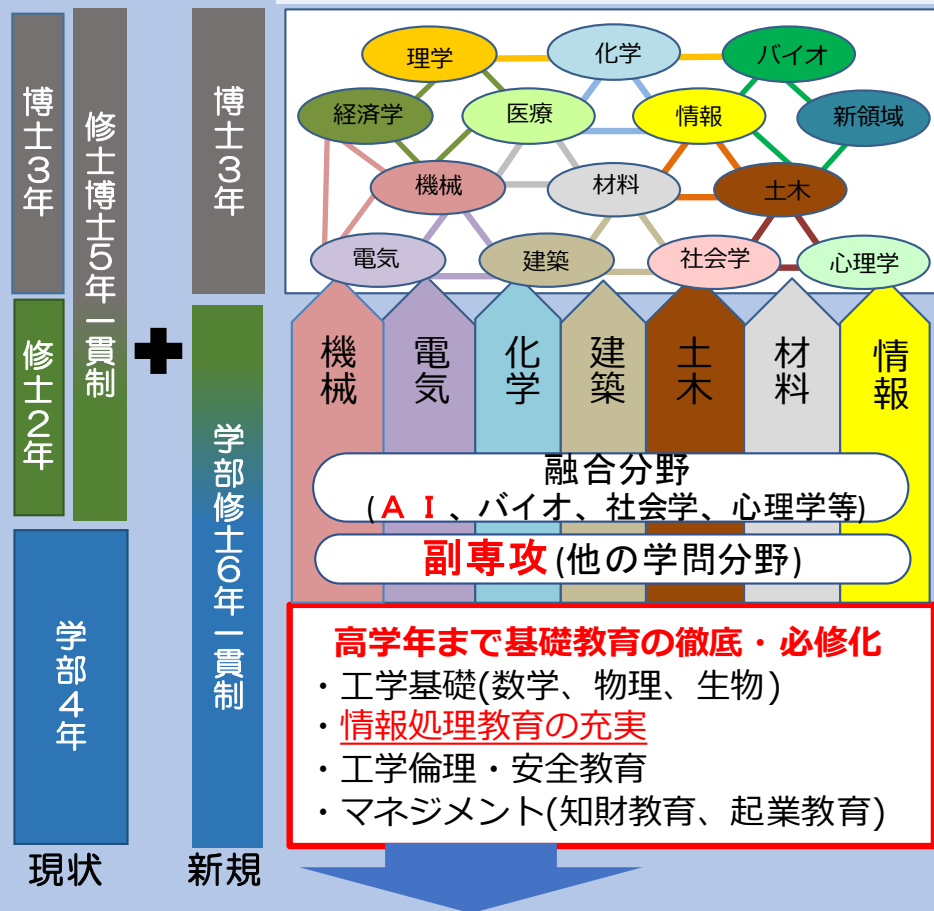 博士3年
修士博士5年一貫制
修士2年
学部4年
現状
博士3年
学部修士6年一貫制
新規
理学
化学
バイオ
経済学
医療
情報
新領域
機械
材料
土木
電気
建築
社会学
心理学
機械
電気
化学
建築
土木
材料
情報
融合分野
(ＡＩ、バイオ、社会学、心理学等)
副専攻(他の学問分野)
高学年まで基礎教育の徹底・必修化
・工学基礎(数学、物理、生物)
・情報処理教育の充実
・工学倫理・安全教育
・マネジメント(知財教育、起業教育)